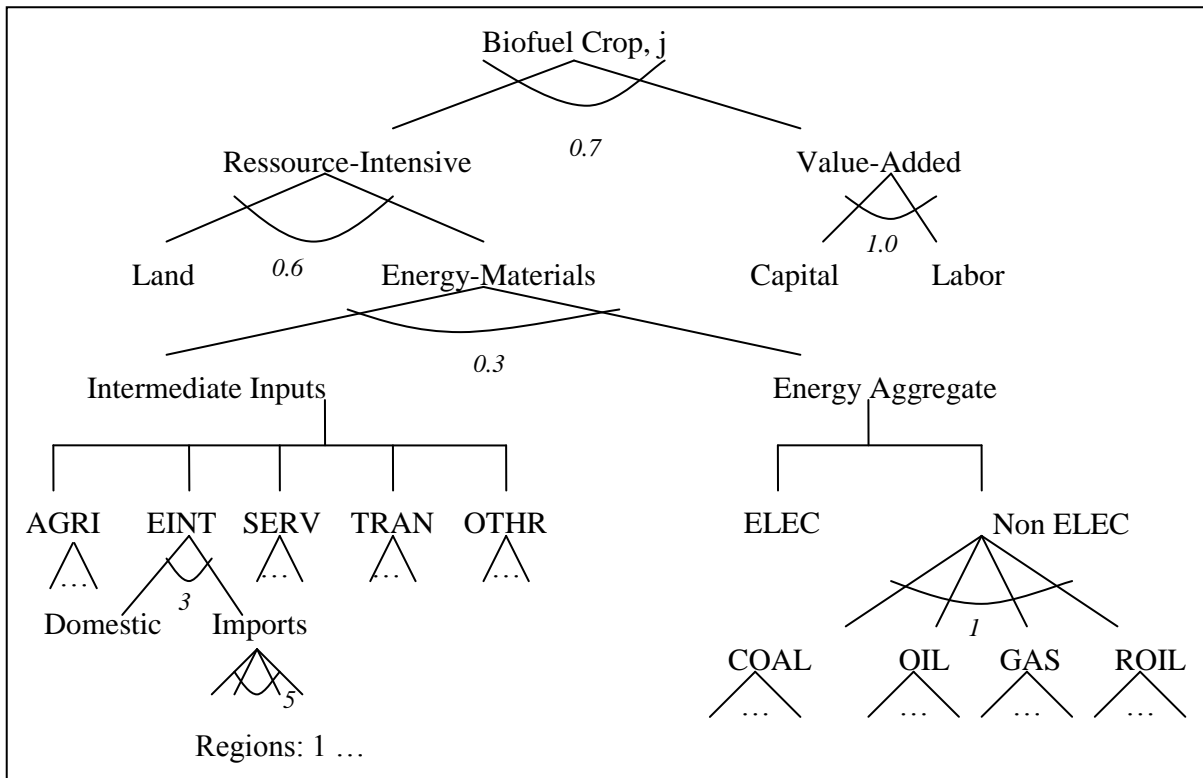 Biofuel Crop, j
0.7
Ressource-Intensive Value-Added
0.6 1.0
Land Energy-Materials Capital Labor
0.3
Intermediate Inputs Energy Aggregate
AGRI EINT SERV TRAN OTHR ELEC Non ELEC
… … … …
3 1
Domestic Imports
COAL OIL GAS ROIL
5
… … … …
Regions: 1 …